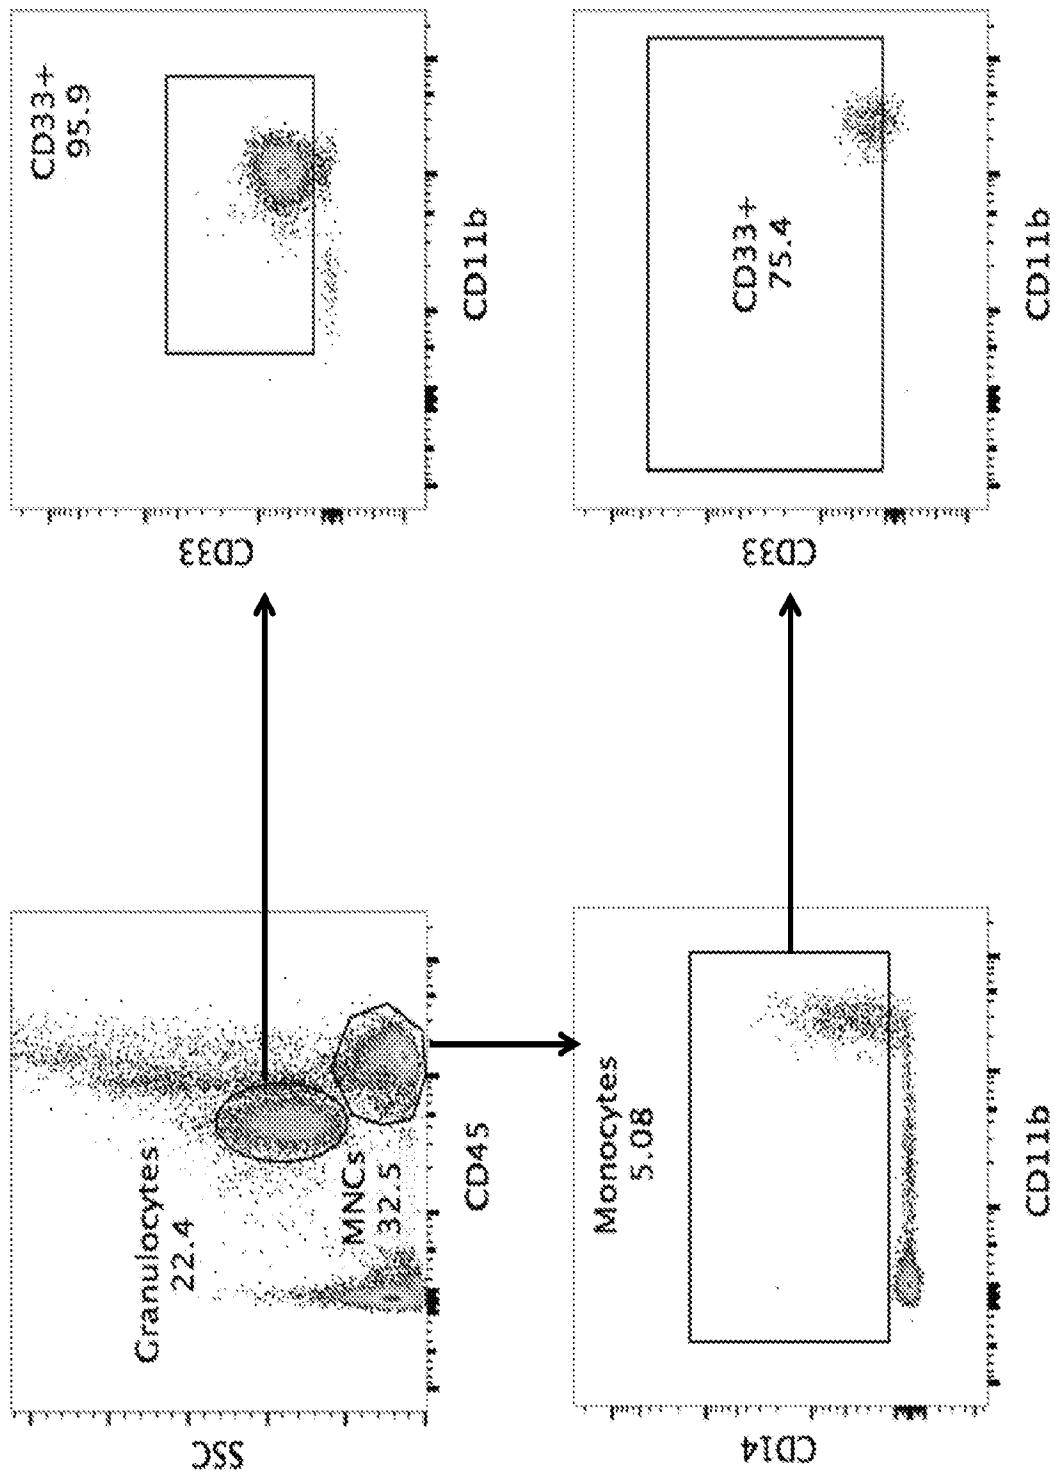 Granulocytes
22.4
MNCs
32.5
SSC
CD45
CD33+
95.9
CD33
CD11b
Monocytes
5.08
CD14
CD11b
CD33+
75.4
CD33
CD11b